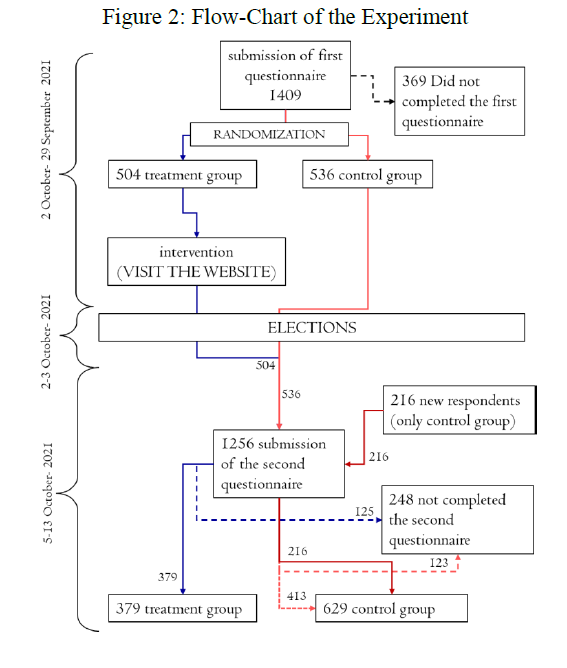 Figure 2: Flow-Chart of the Experiment
submission of first
questionnaire
1409
369 Did not
completed the first
questionnaire
RANDOMIZATION
504 treatment group
536 control group
2 October- 29 September 2021
intervention
(VISIT THE WEBSITE)
ELECTIONS
2-3 October- 2021
504
536
216 new respondents
(only control group)
1256 submission
of the second
questionnaire
216
5-13 October- 2021
248 not completed
the second
questionnaire
125
216
123
379
413
379 treatment group
629 control group